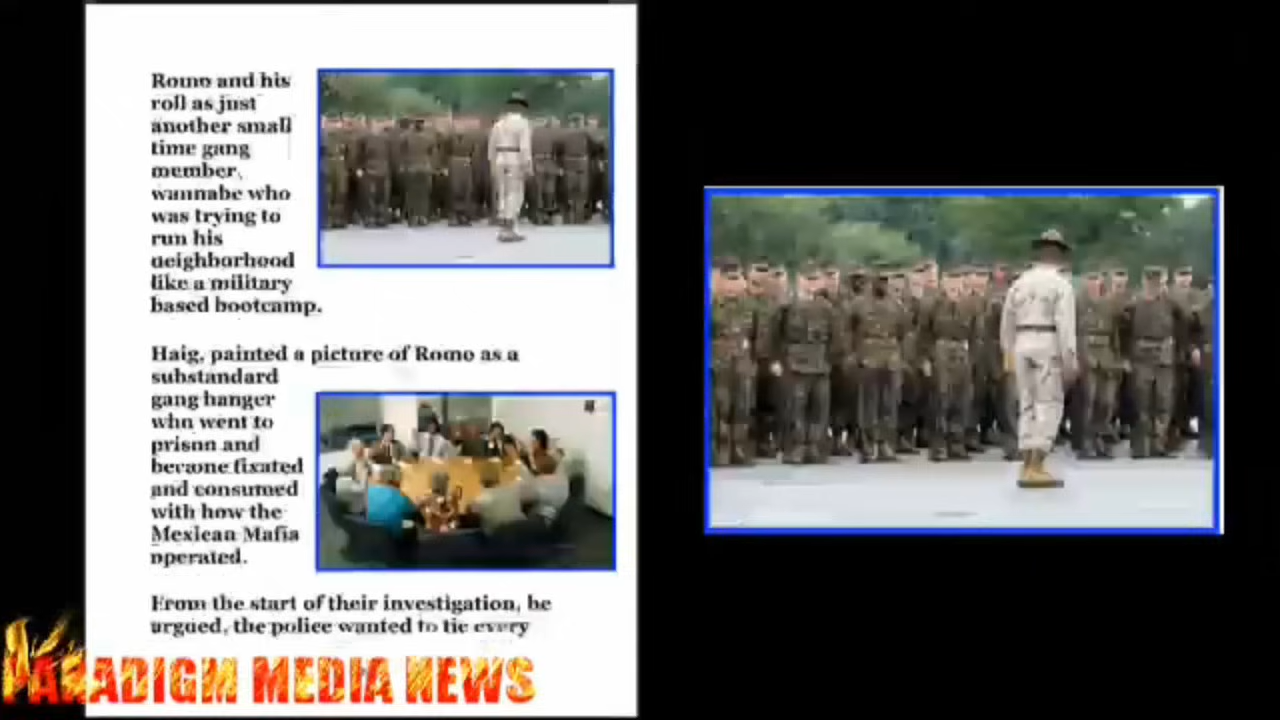 Romo and his
roll as just
another small
time gang
member,
wannabe who
was trying to
run his
neighborhood
like a military
based bootcamp.
Haig, painted a picture of Romo as a
substandard
gang hanger
who went to
prison and
become fixated
and consumed
with how the
Mexican Mafia
operated.
From the start of their investigation, he
argued, the police wanted to tie every
PARADIGM MEDIA NEWS